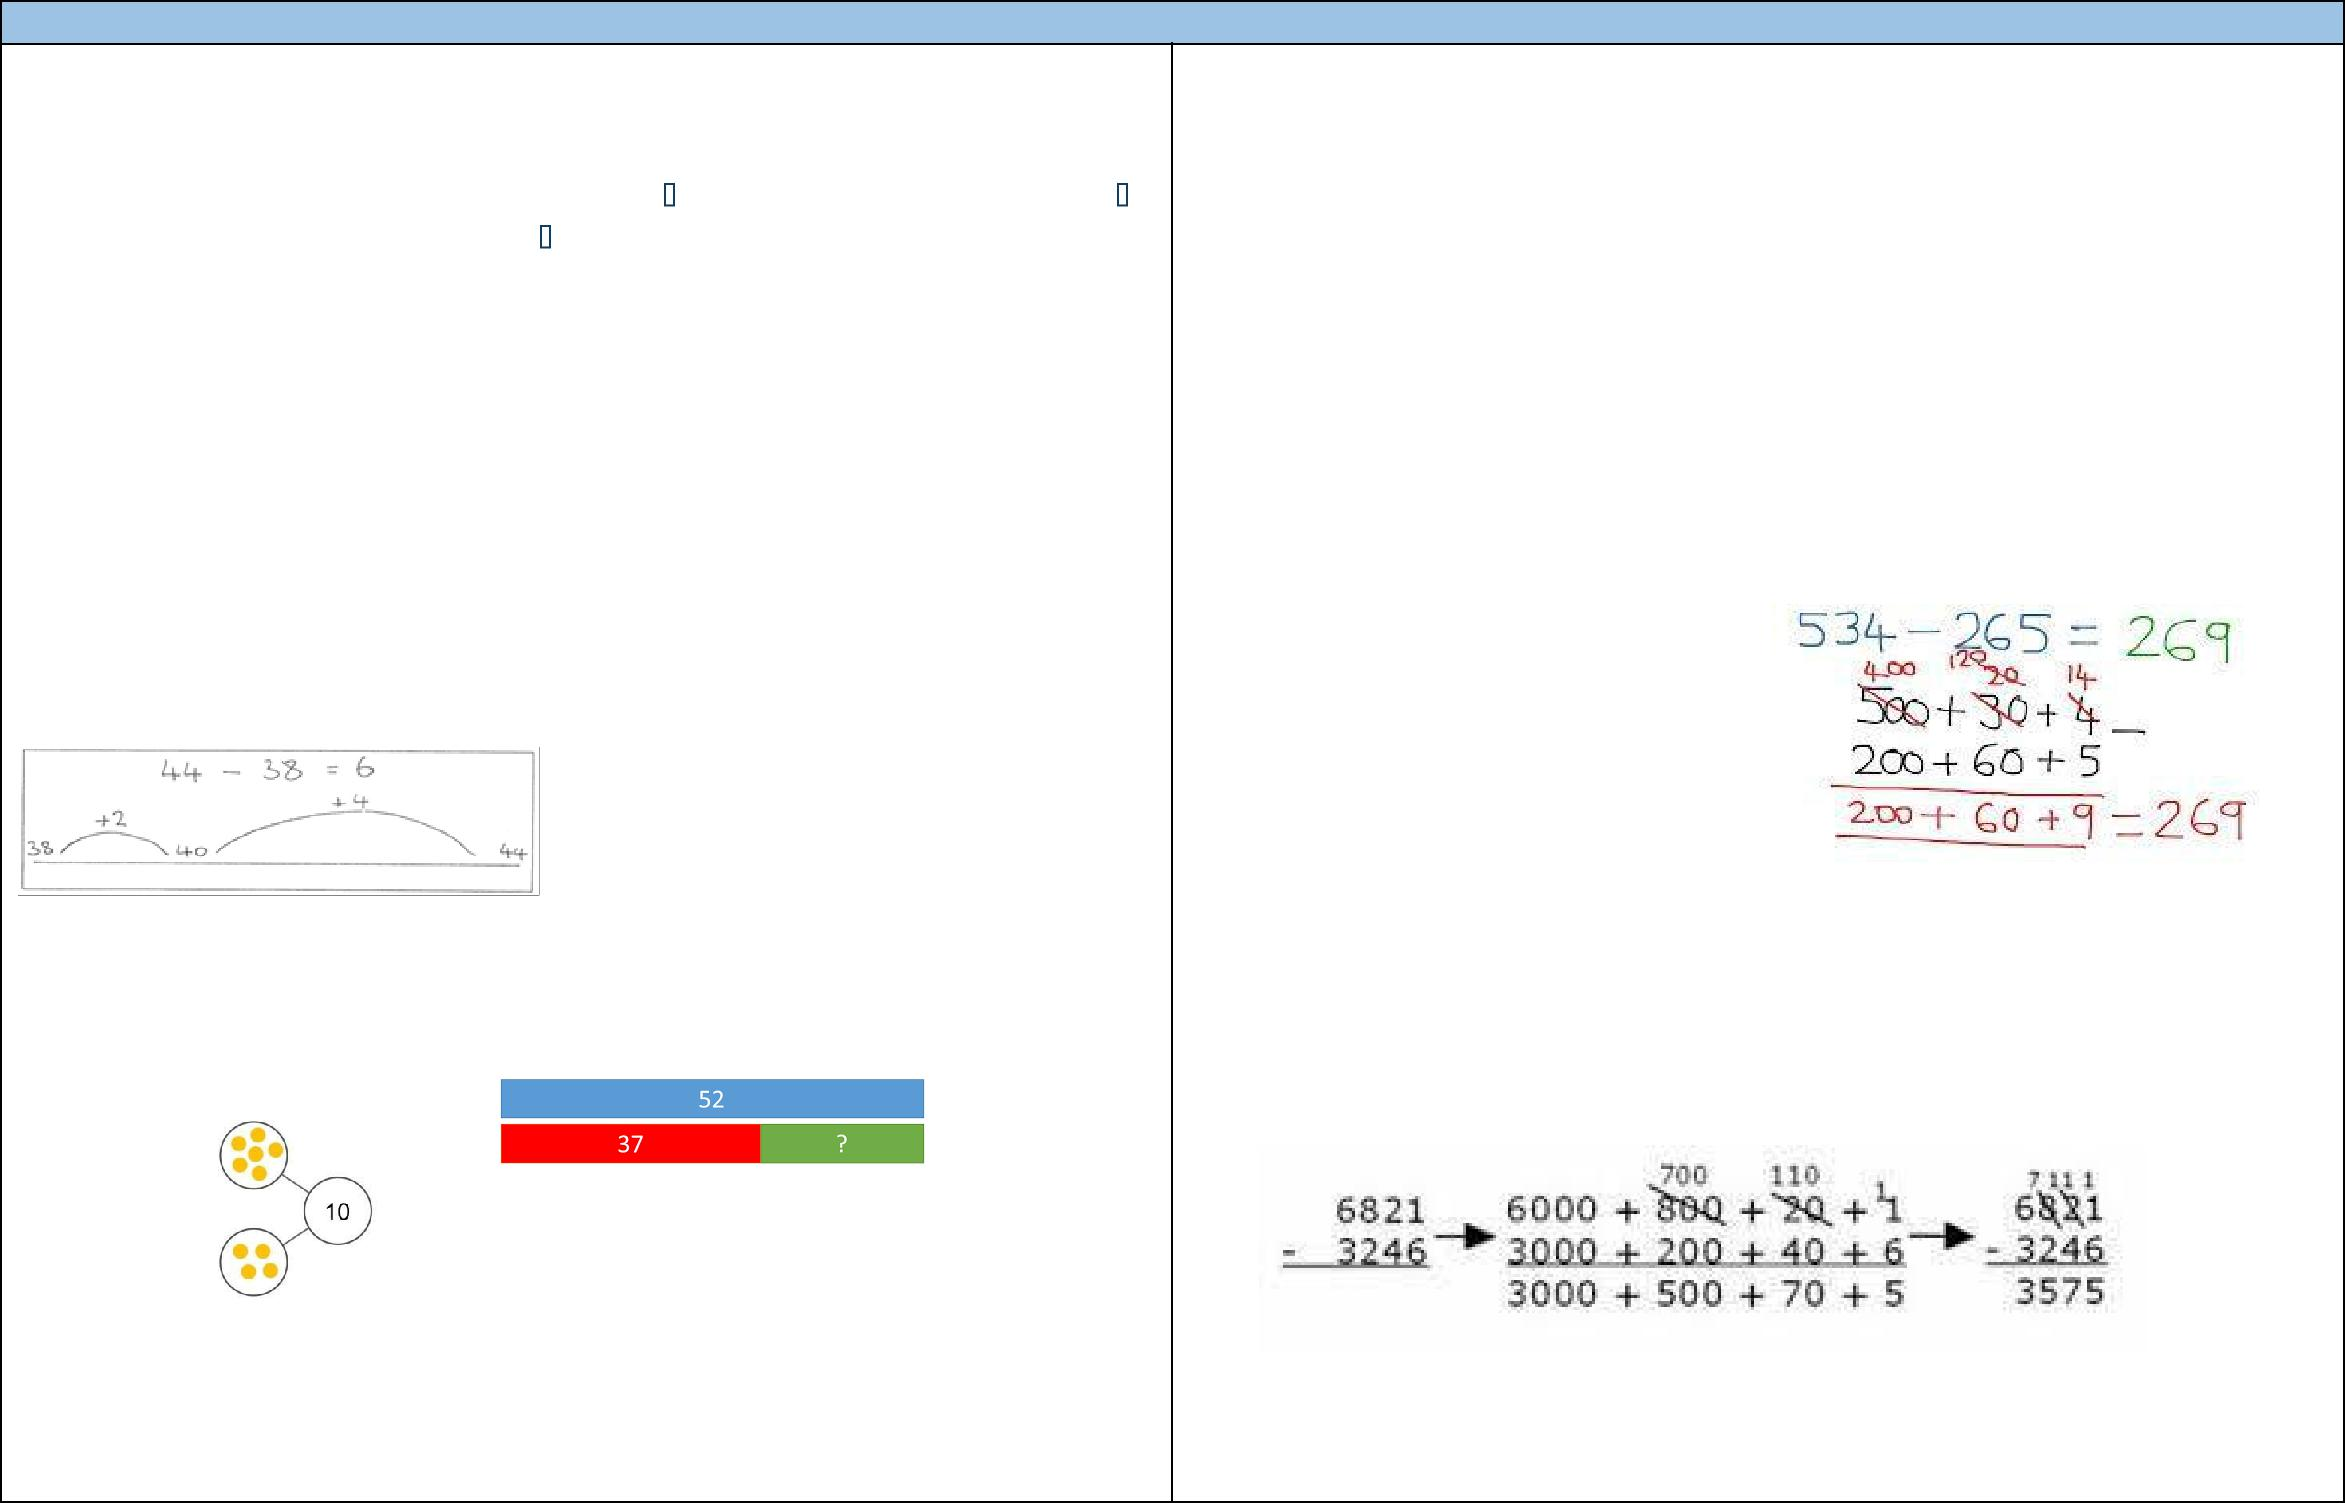 44 - 38 = 6
+2 +4
38 40 44
52
37 ?
10
534 - 265 = 269
400 120 20 14
500 + 30 + 4 -
200 + 60 + 5
200 + 60 + 9 = 269
700 110 7 11 1
6821 6000 + 800 + 20 + 11 6821
- 3246 3000 + 200 + 40 + 6 - 3246
3000 + 500 + 70 + 5 3575